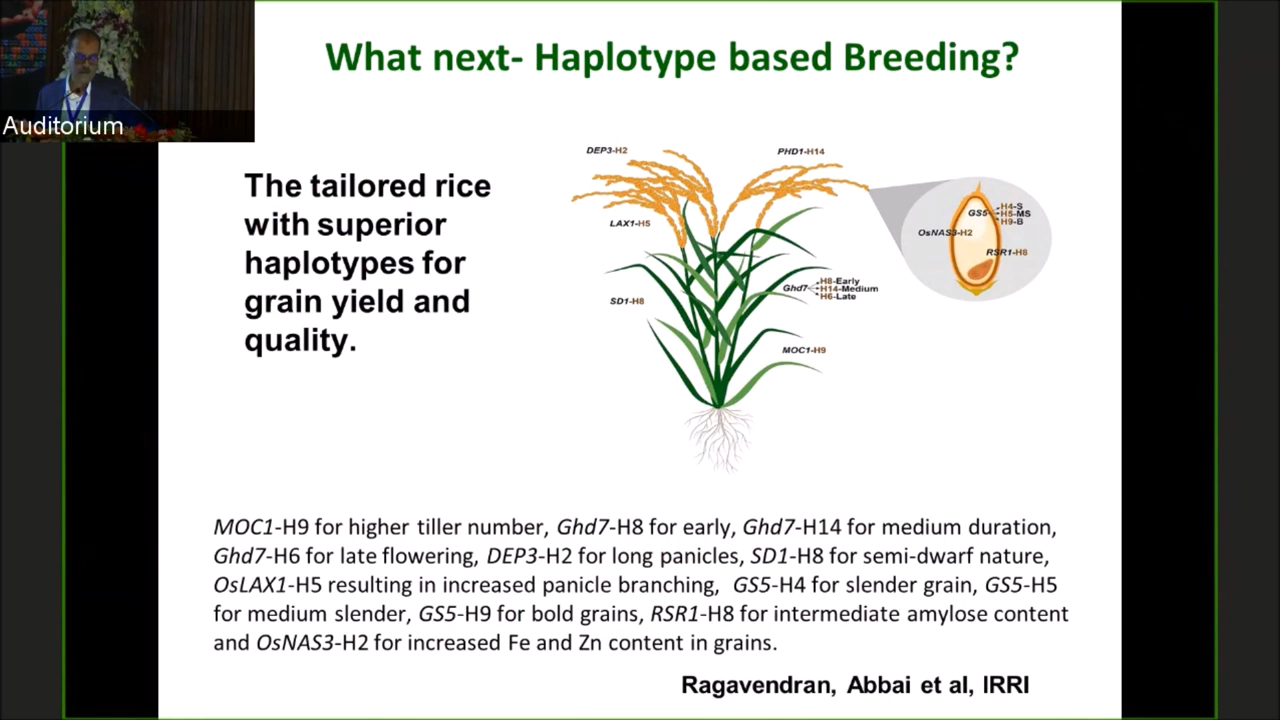 What next- Haplotype based Breeding?
Auditorium
The tailored rice
with superior
haplotypes for
grain yield and
quality.
DEP3-H2
PHD1-H14
LAX1-H5
SD1-H8
Ghd7
H8-Early
H14-Medium
H6-Late
MOC1-H9
GS5
H4-S
H5-MS
H9-B
OsNAS3-H2
RSR1-H8
MOC1-H9 for higher tiller number, Ghd7-H8 for early, Ghd7-H14 for medium duration,
Ghd7-H6 for late flowering, DEP3-H2 for long panicles, SD1-H8 for semi-dwarf nature,
OsLAX1-H5 resulting in increased panicle branching, GS5-H4 for slender grain, GS5-H5
for medium slender, GS5-H9 for bold grains, RSR1-H8 for intermediate amylose content
and OsNAS3-H2 for increased Fe and Zn content in grains.
Ragavendran, Abbai et al, IRRI